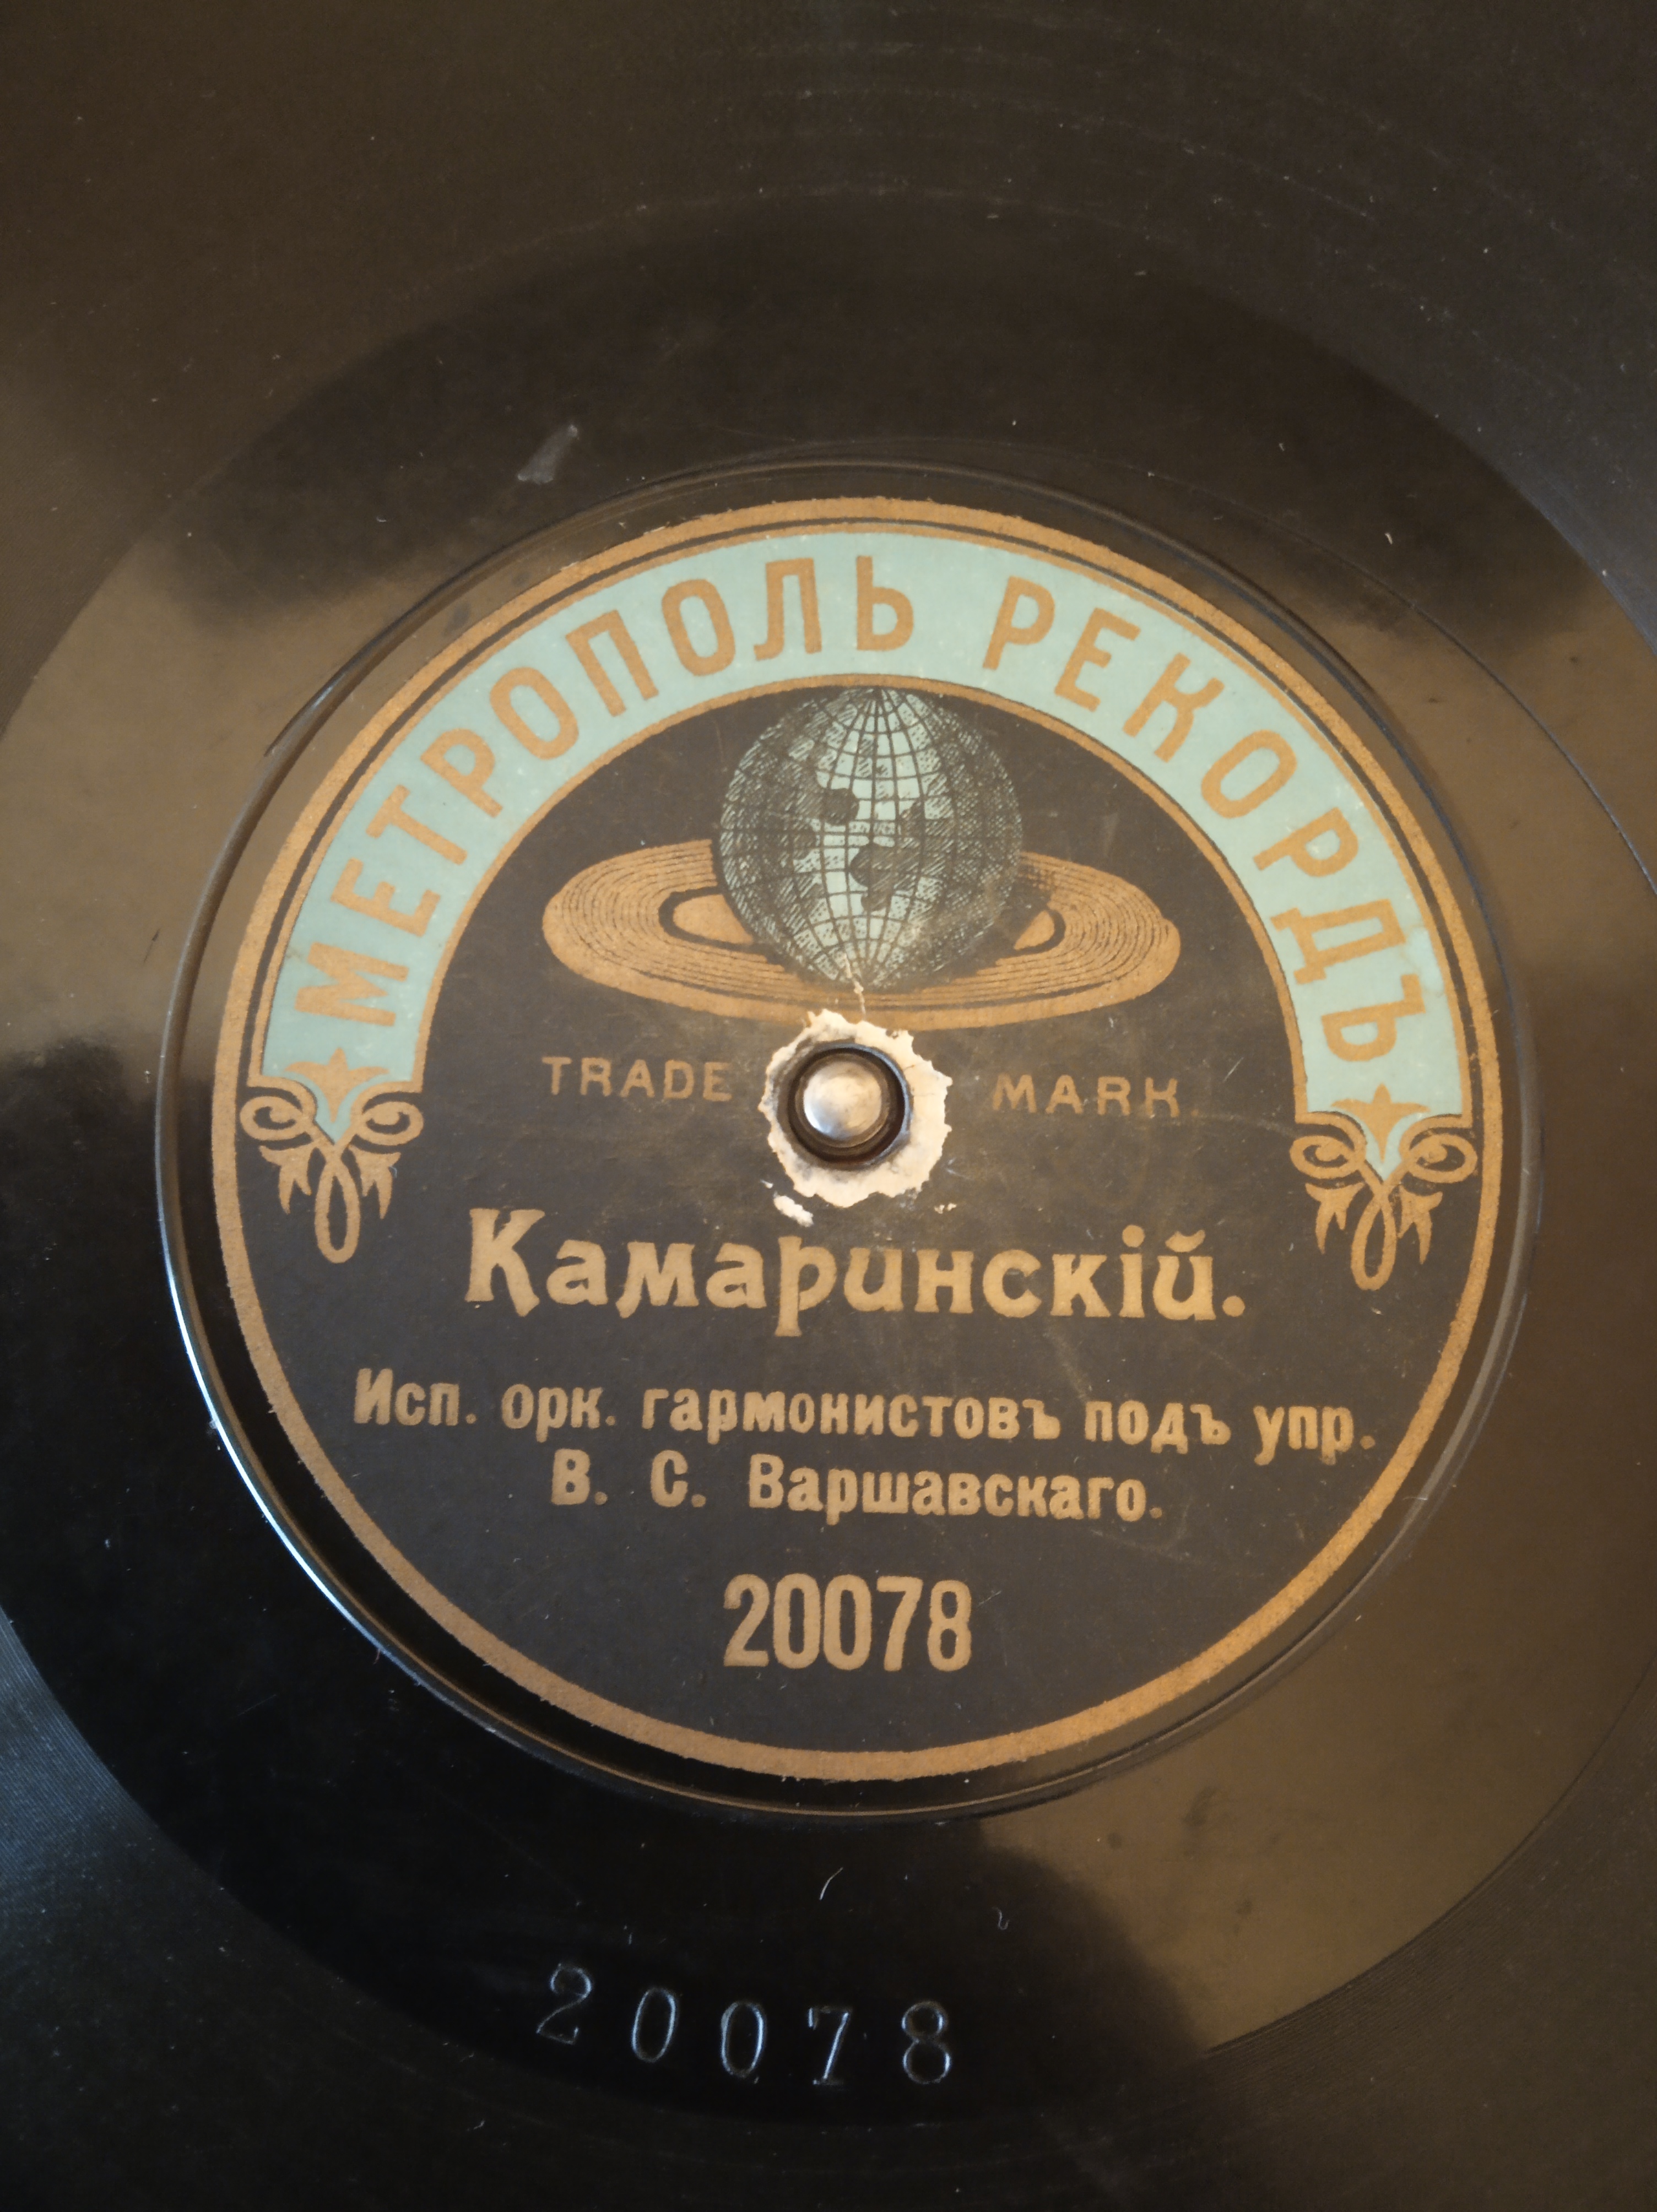 МЕТРОПОЛЬ РЕКОРДЪ
TRADE MARK.
Камаринскій.
Исп. орк. гармонистовъ подъ упр.
В. С. Варшавскаго.
20078
20078